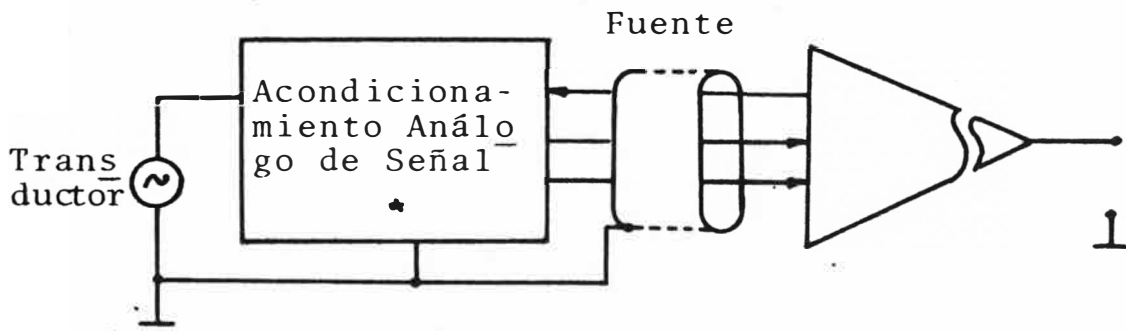 Fuente
Acondiciona-
miento Análo
go de Señal
Trans
ductor